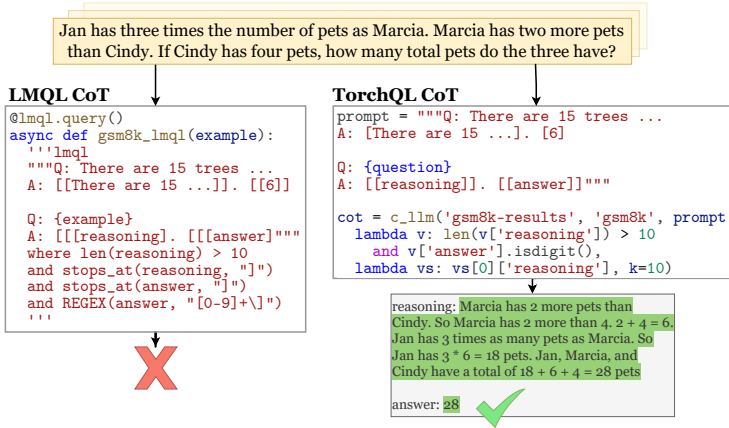 Jan has three times the number of pets as Marcia. Marcia has two more pets
than Cindy. If Cindy has four pets, how many total pets do the three have?
LMQL CoT
@lmql.query()
async def gsm8k_lmql(example):
'''lmql
"""Q: There are 15 trees ...
A: [[There are 15 ...]]. [[6]]
Q: {example}
A: [[[reasoning]. [[[answer]"""
where len(reasoning) > 10
and stops_at(reasoning, "]")
and stops_at(answer, "]")
and REGEX(answer, "[0-9]+\]")
'''
TorchQL CoT
prompt = """Q: There are 15 trees ...
A: [There are 15 ...]. [6]
Q: {question}
A: [[reasoning]]. [[answer]]"""
cot = c_llm('gsm8k-results', 'gsm8k', prompt
lambda v: len(v['reasoning']) > 10
and v['answer'].isdigit(),
lambda vs: vs[0]['reasoning'], k=10)
reasoning: Marcia has 2 more pets than
Cindy. So Marcia has 2 more than 4. 2 + 4 = 6.
Jan has 3 times as many pets as Marcia. So
Jan has 3 * 6 = 18 pets. Jan, Marcia, and
Cindy have a total of 18 + 6 + 4 = 28 pets
answer: 28